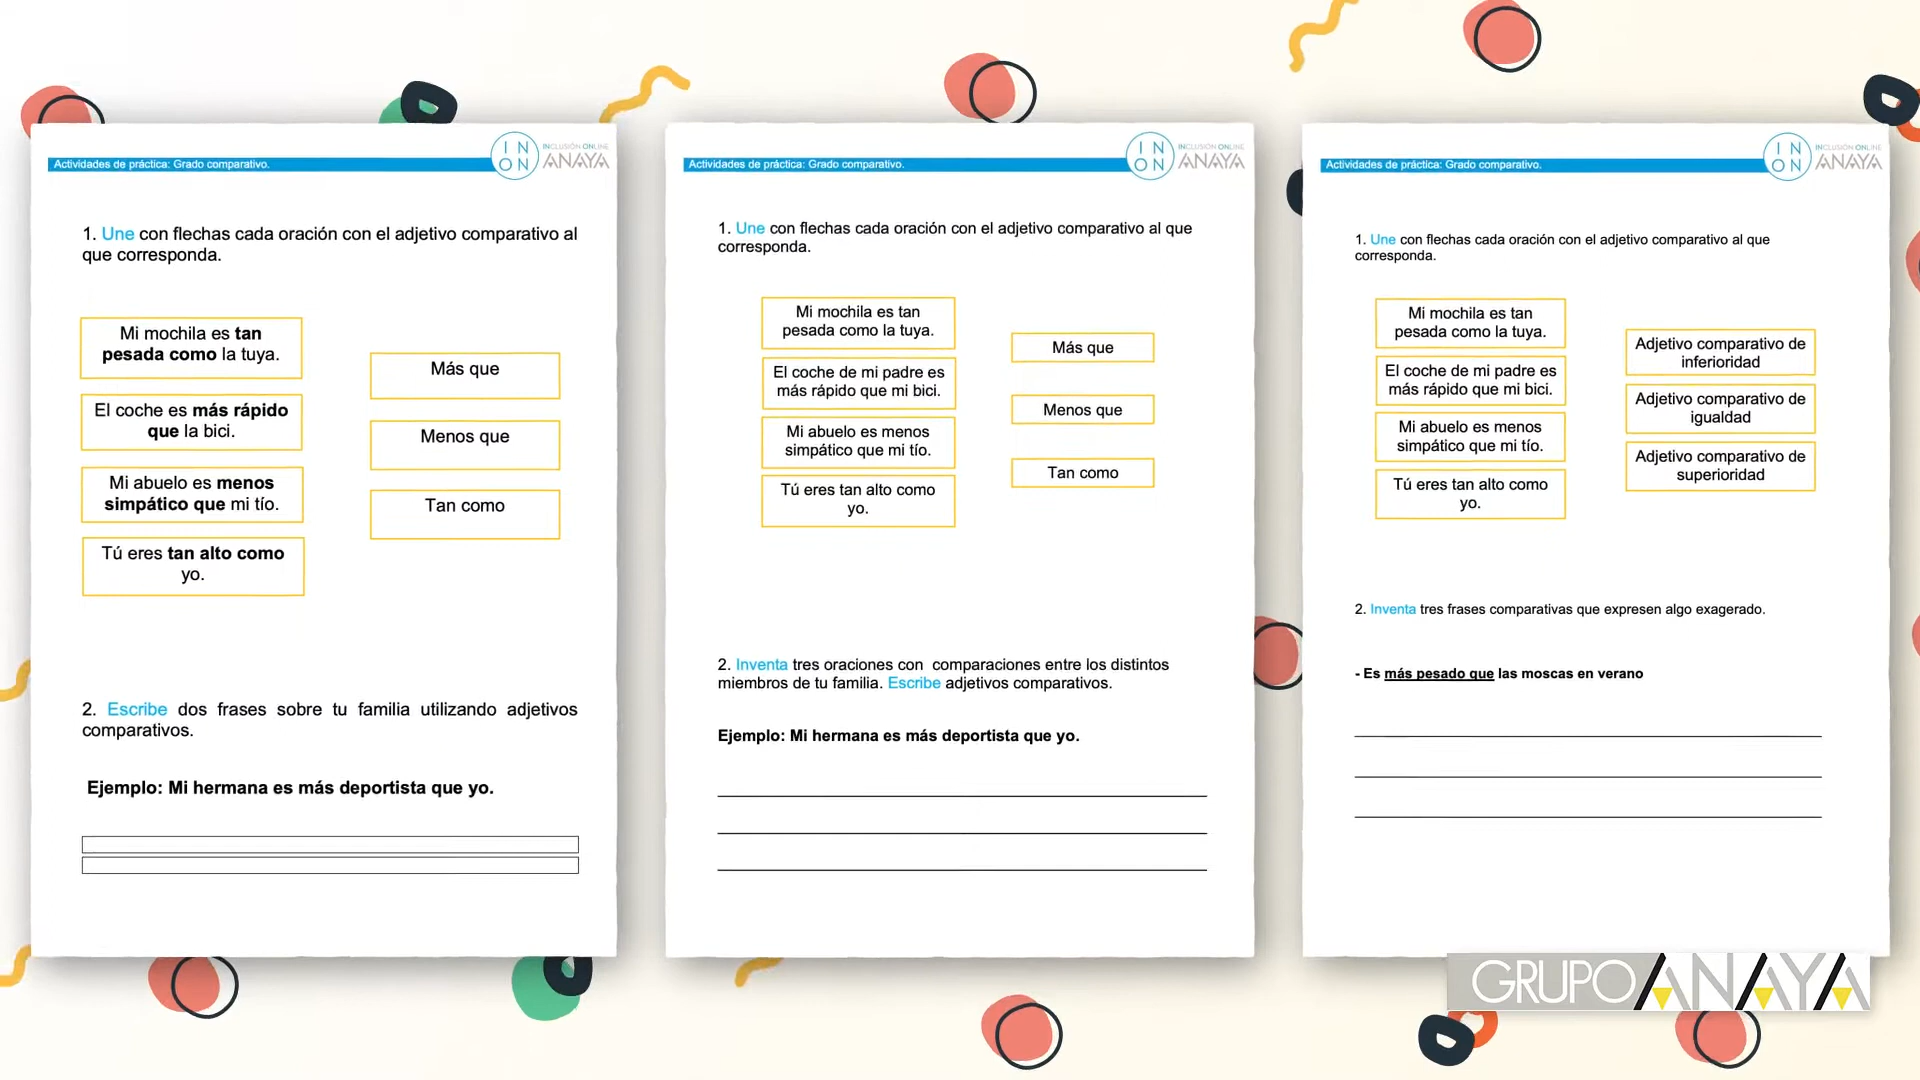 Actividades de práctica: Grado comparativo.
IN
ON
INCLUSIÓN ONLINE
ANAYA
1. Une con flechas cada oración con el adjetivo comparativo al
que corresponda.
Mi mochila es tan
pesada como la tuya.
El coche es más rápido
que la bici.
Mi abuelo es menos
simpático que mi tío.
Tú eres tan alto como
yo.
Más que
Menos que
Tan como
2. Escribe dos frases sobre tu familia utilizando adjetivos
comparativos.
Ejemplo: Mi hermana es más deportista que yo.
Actividades de práctica: Grado comparativo.
IN
ON
INCLUSIÓN ONLINE
ANAYA
1. Une con flechas cada oración con el adjetivo comparativo al que
corresponda.
Mi mochila es tan
pesada como la tuya.
El coche de mi padre es
más rápido que mi bici.
Mi abuelo es menos
simpático que mi tío.
Tú eres tan alto como
yo.
Más que
Menos que
Tan como
2. Inventa tres oraciones con comparaciones entre los distintos
miembros de tu familia. Escribe adjetivos comparativos.
Ejemplo: Mi hermana es más deportista que yo.
Actividades de práctica: Grado comparativo.
IN
ON
INCLUSIÓN ONLINE
ANAYA
1. Une con flechas cada oración con el adjetivo comparativo al que
corresponda.
Mi mochila es tan
pesada como la tuya.
El coche de mi padre es
más rápido que mi bici.
Mi abuelo es menos
simpático que mi tío.
Tú eres tan alto como
yo.
Adjetivo comparativo de
inferioridad
Adjetivo comparativo de
igualdad
Adjetivo comparativo de
superioridad
2. Inventa tres frases comparativas que expresen algo exagerado.
- Es más pesado que las moscas en verano
GRUPO ANAYA